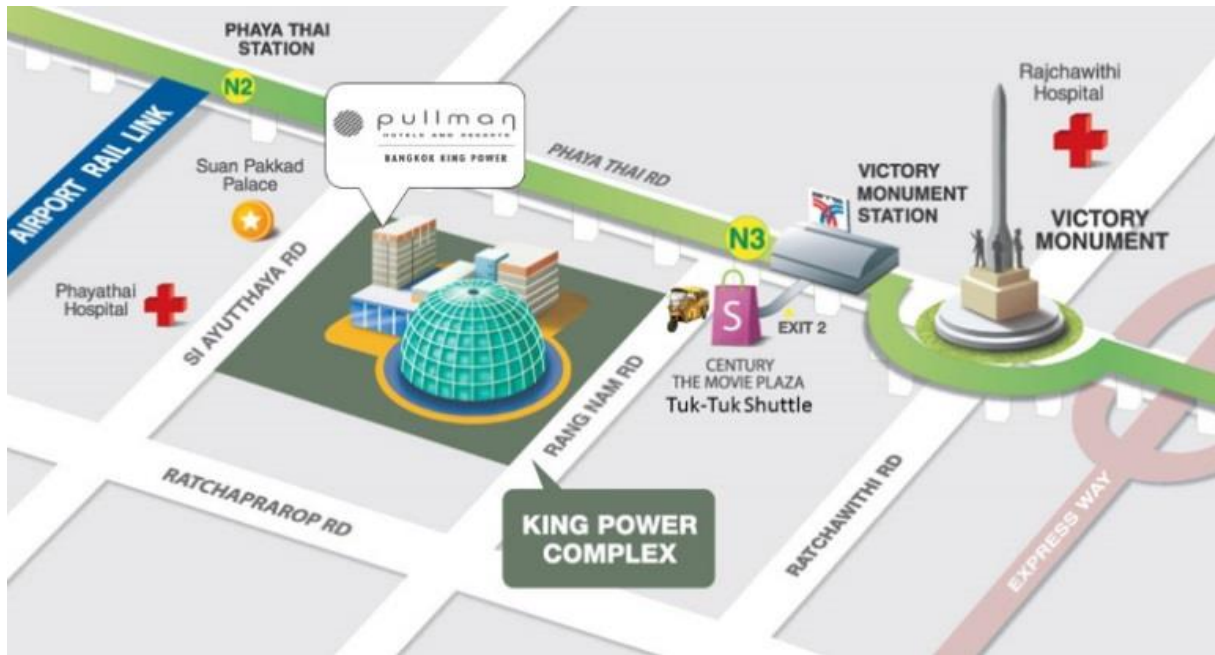 PHAYA THAI
STATION
N2
AIRPORT RAIL LINK
Suan Pakkad
Palace
Phayathai
Hospital
SI AYUTTHAYA RD
pullman
HOTELS AND RESORTS
BANGKOK KING POWER
PHAYA THAI RD
VICTORY
MONUMENT
STATION
N3
Rajchawithi
Hospital
VICTORY
MONUMENT
S
EXIT 2
CENTURY
THE MOVIE PLAZA
Tuk-Tuk Shuttle
RANG NAM RD
RATCHAPRAROP RD
KING POWER
COMPLEX
RATCHAWITHI RD
EXPRESS WAY